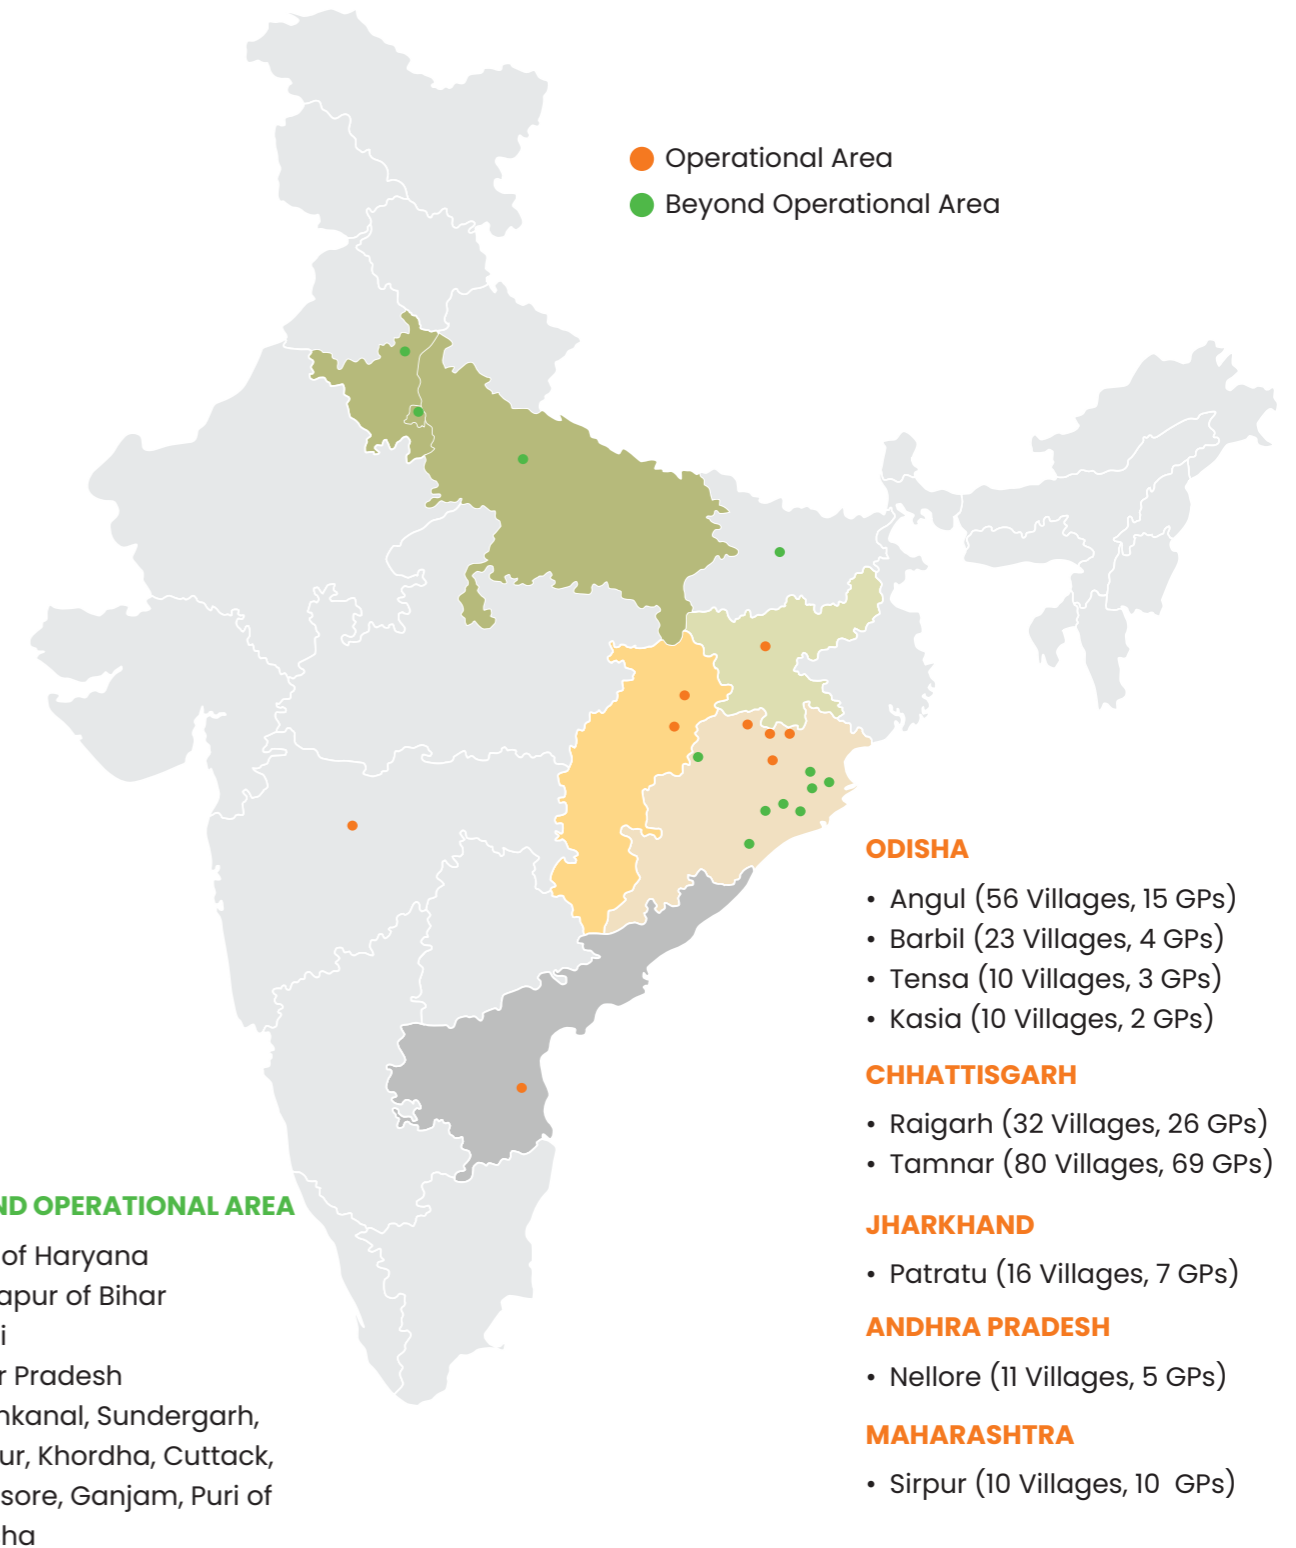 Operational Area
Beyond Operational Area
ODISHA
• Angul (56 Villages, 15 GPs)
• Barbil (23 Villages, 4 GPs)
• Tensa (10 Villages, 3 GPs)
• Kasia (10 Villages, 2 GPs)
CHHATTISGARH
• Raigarh (32 Villages, 26 GPs)
• Tamnar (80 Villages, 69 GPs)
JHARKHAND
• Patratu (16 Villages, 7 GPs)
ANDHRA PRADESH
• Nellore (11 Villages, 5 GPs)
MAHARASHTRA
• Sirpur (10 Villages, 10 GPs)
ND OPERATIONAL AREA
of Haryana
apur of Bihar
i
r Pradesh
nkanal, Sundergarh,
ur, Khordha, Cuttack,
sore, Ganjam, Puri of
ha